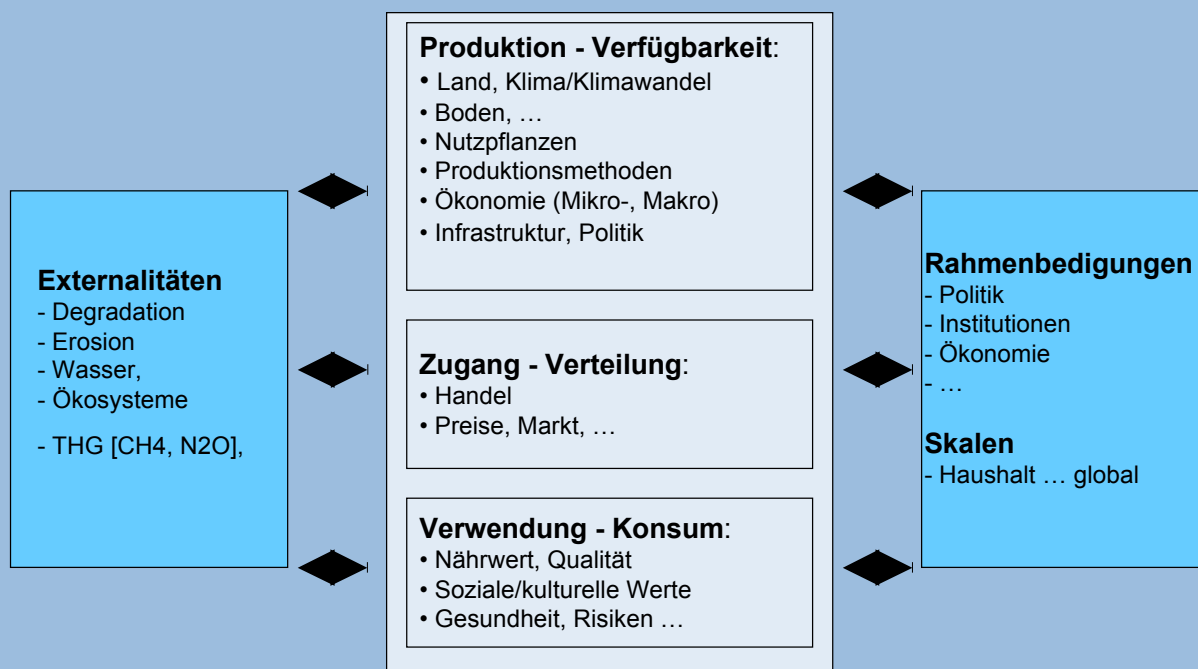 Produktion - Verfügbarkeit:
• Land, Klima/Klimawandel
• Boden, …
• Nutzpflanzen
• Produktionsmethoden
• Ökonomie (Mikro-, Makro)
• Infrastruktur, Politik
Externalitäten
- Degradation
- Erosion
- Wasser,
- Ökosysteme
- THG [CH4, N2O],
Zugang - Verteilung:
• Handel
• Preise, Markt, …
Verwendung - Konsum:
• Nährwert, Qualität
• Soziale/kulturelle Werte
• Gesundheit, Risiken …
Rahmenbedigungen
- Politik
- Institutionen
- Ökonomie
- …
Skalen
- Haushalt … global